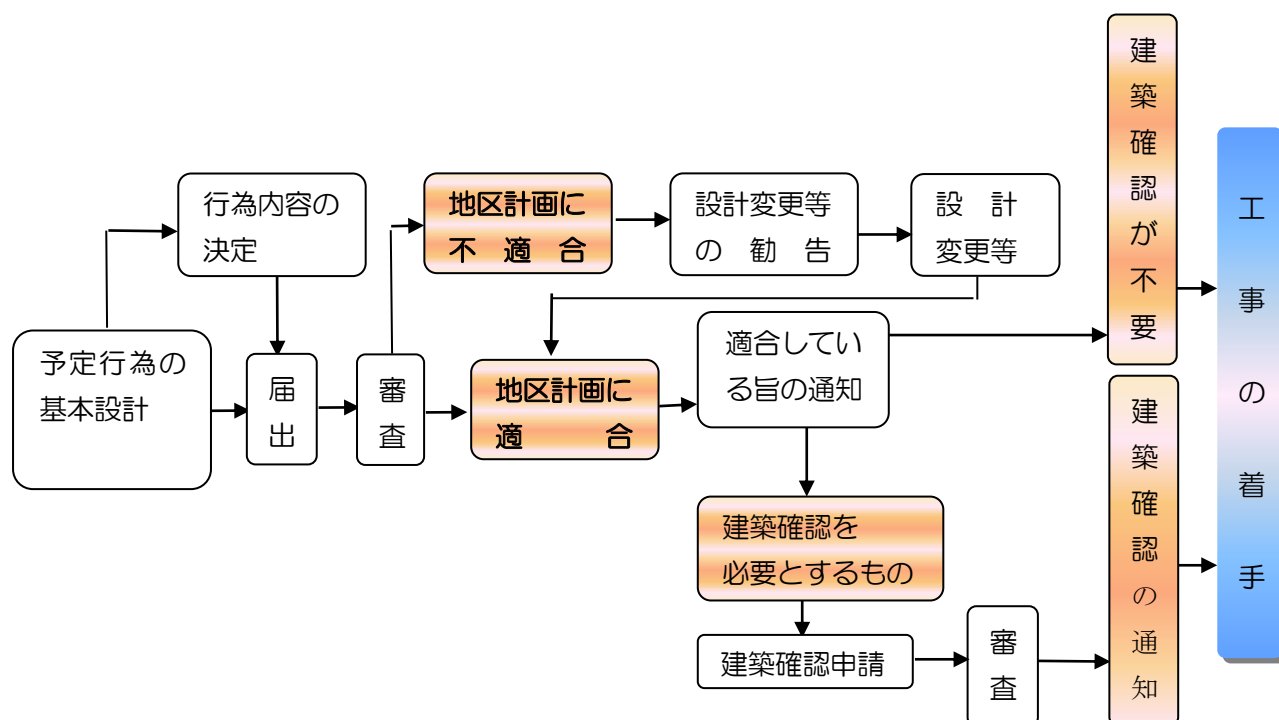 予定行為の
基本設計
行為内容の
決定
届
出
審
査
地区計画に
不適合
設計変更等
の勧告
設計
変更等
地区計画に
適合
適合してい
る旨の通知
建築確認が不要
建築確認を
必要とするもの
建築確認申請
審
査
建築確認の通知
工事の着手